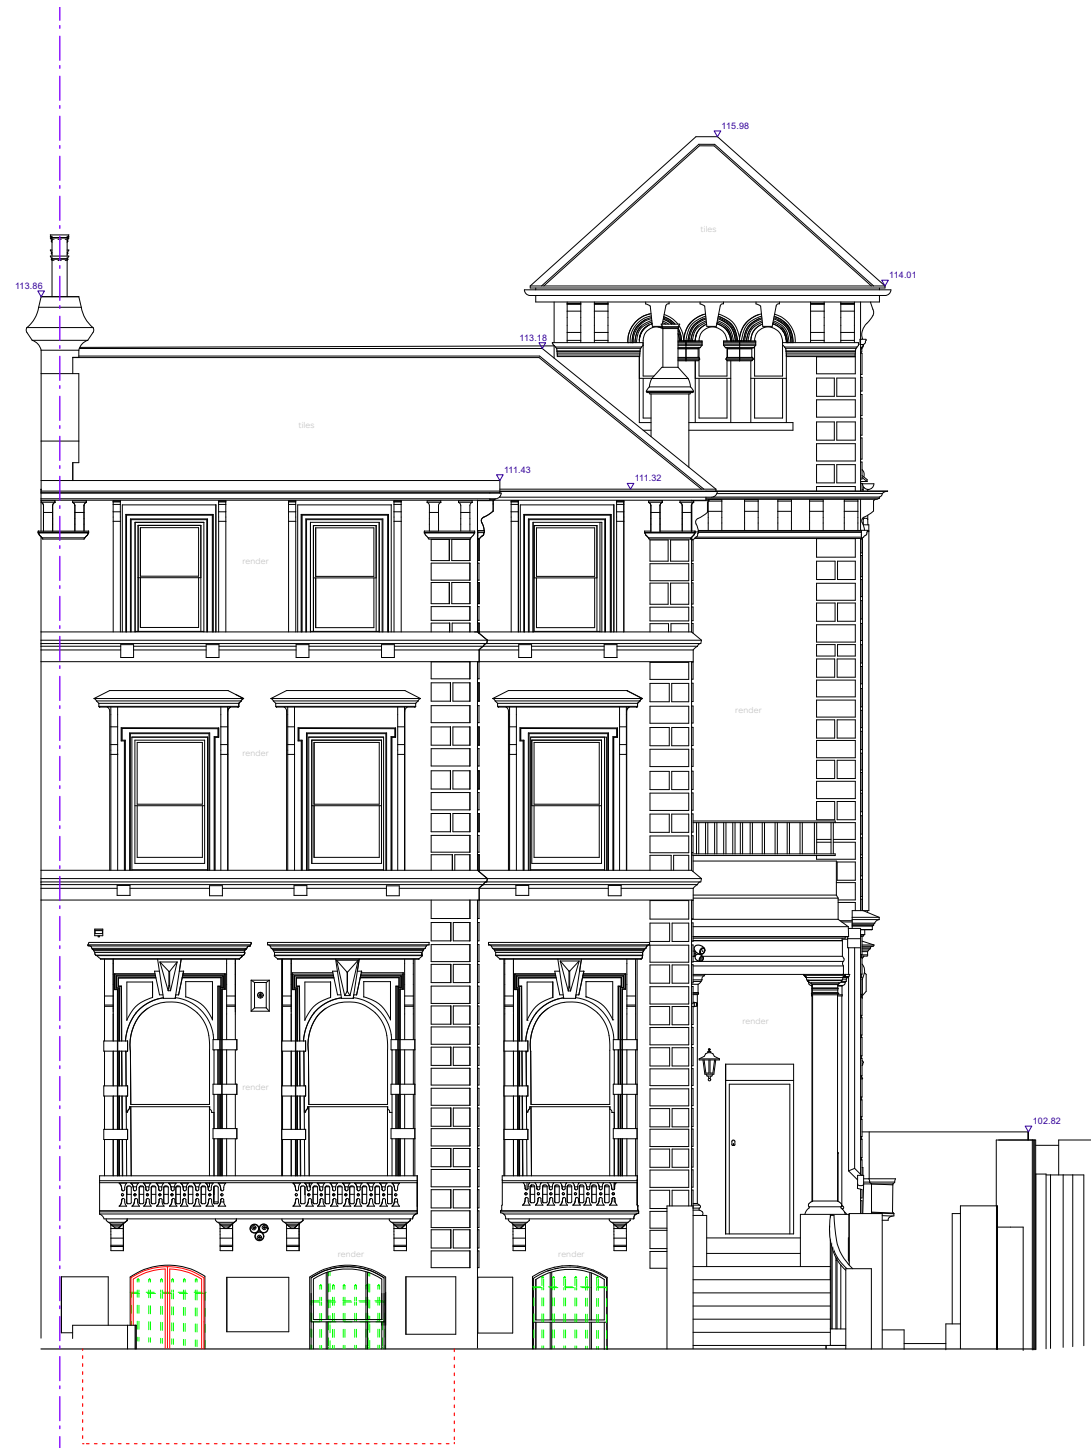 115.98
tiles
114.01
113.86
113.18
tiles
111.43
111.32
render
render
render
render
render
102.82
render
render